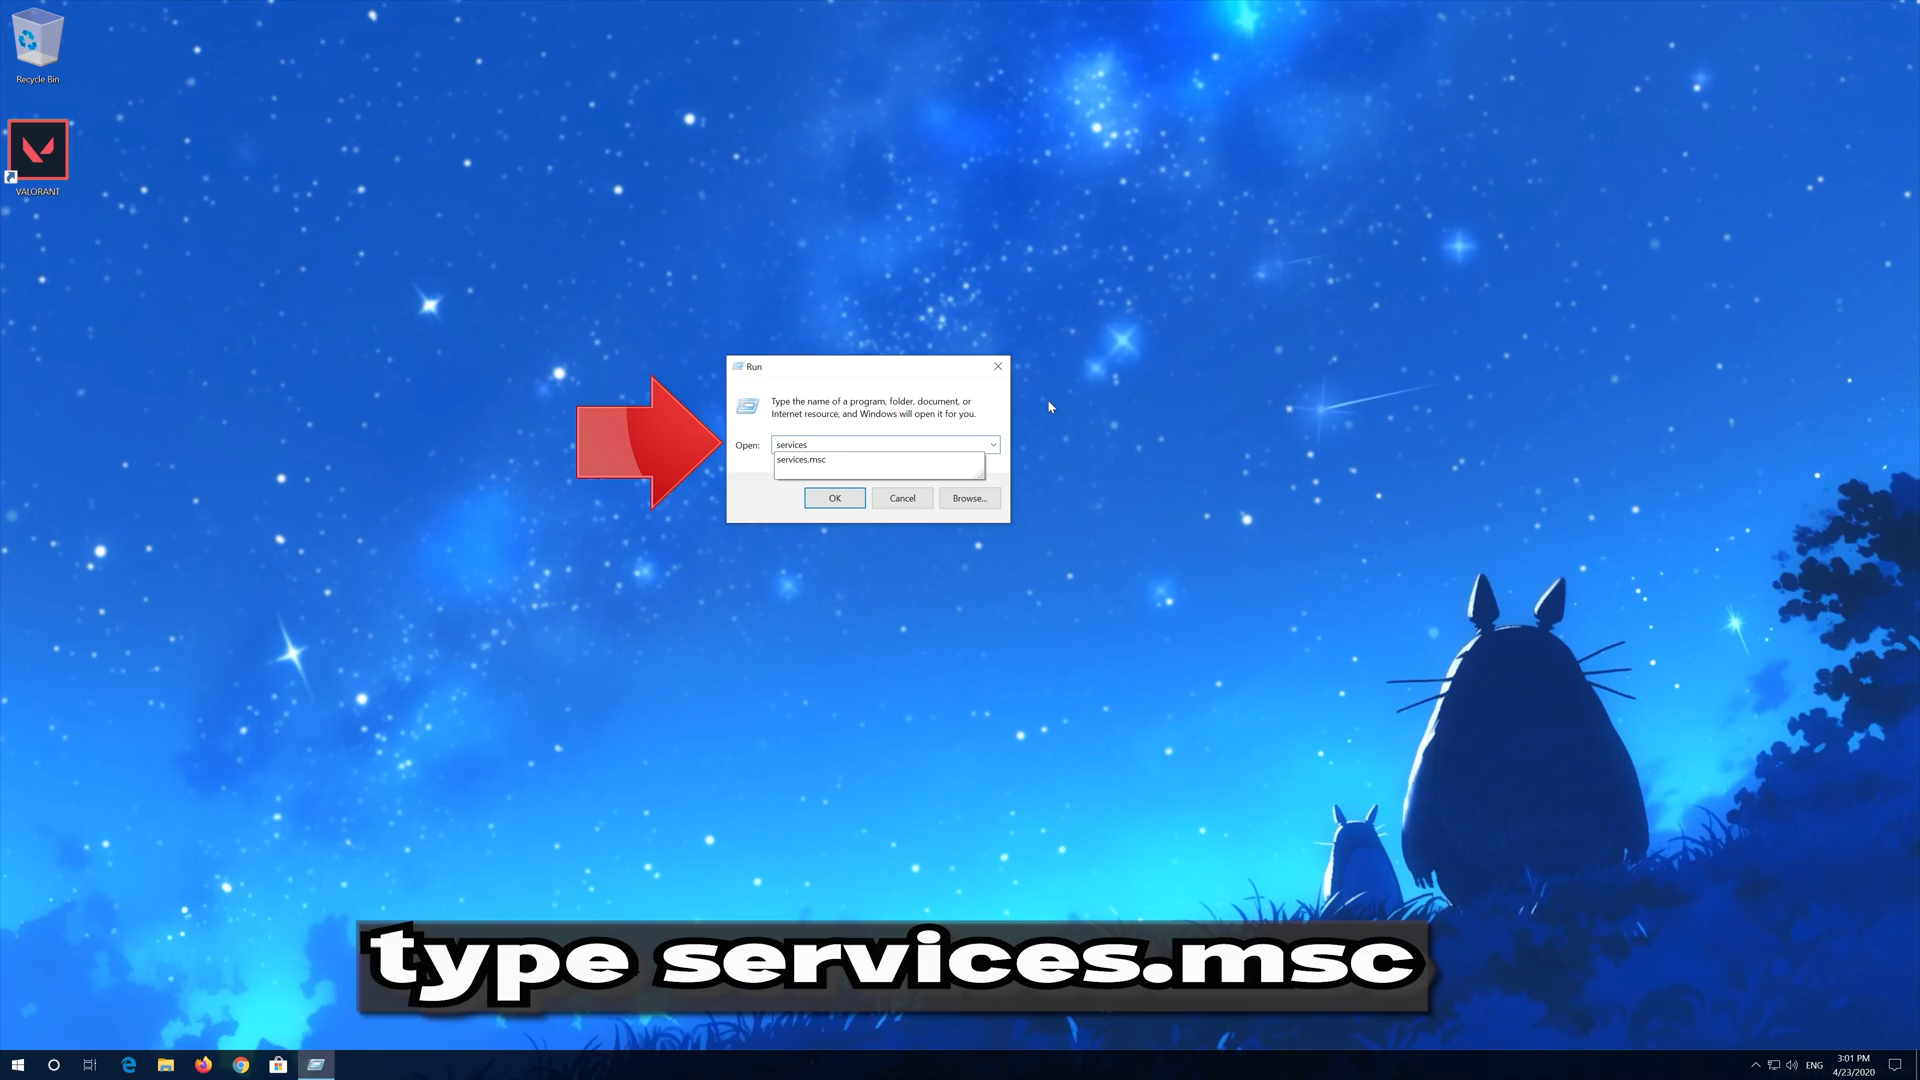 Recycle Bin
VALORANT
Run
Type the name of a program, folder, document, or
Internet resource, and Windows will open it for you.
Open: services
services.msc
OK Cancel Browse...
type services.msc
ENG 3:01 PM
4/23/2020